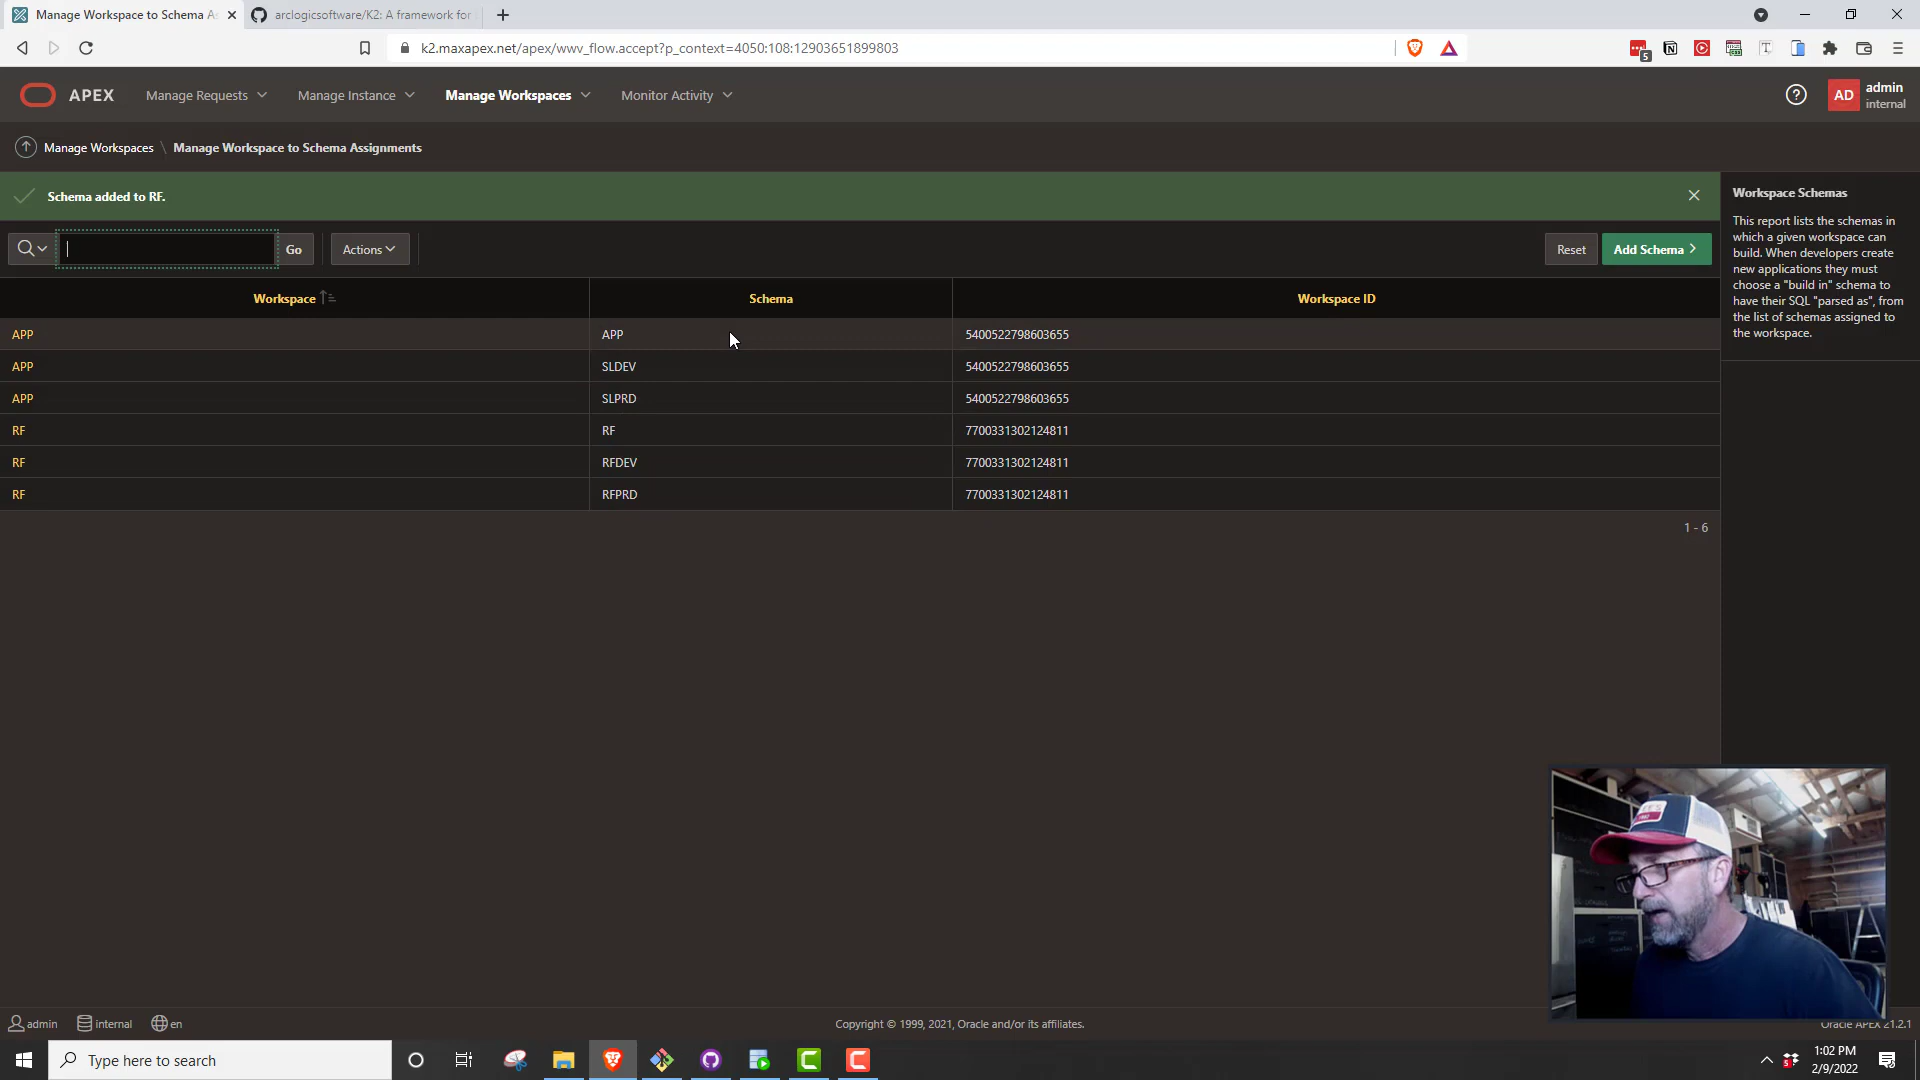 Manage Workspace to Schema As
arclogicsoftware/K2: A framework for
k2.maxapex.net/apex/wwv_flow.accept?p_context=4050:108:12903651899803
5
APEX
Manage Requests
Manage Instance
Manage Workspaces
Monitor Activity
AD
admin
internal
Manage Workspaces \ Manage Workspace to Schema Assignments
Schema added to RF.
Go
Actions
Reset
Add Schema
Workspace Schema Workspace ID
APP APP 5400522798603655
APP SLDEV 5400522798603655
APP SLPRD 5400522798603655
RF RF 7700331302124811
RF RFDEV 7700331302124811
RF RFPRD 7700331302124811
1 - 6
Workspace Schemas
This report lists the schemas in
which a given workspace can
build. When developers create
new applications they must
choose a "build in" schema to
have their SQL "parsed as", from
the list of schemas assigned to
the workspace.
admin internal en
Copyright © 1999, 2021, Oracle and/or its affiliates.
Oracle APEX 21.2.1
Type here to search
1:02 PM
2/9/2022